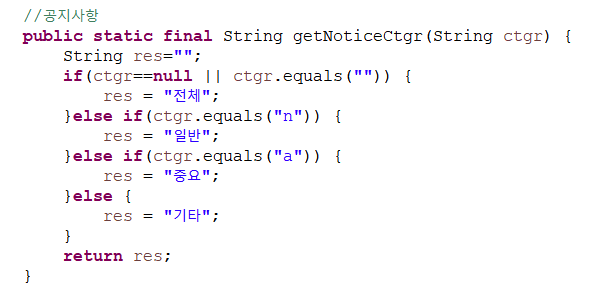 //공지사항
public static final String getNoticeCtgr(String ctgr) {
    String res="";
    if(ctgr==null || ctgr.equals("")) {
        res = "전체";
    }else if(ctgr.equals("n")) {
        res = "일반";
    }else if(ctgr.equals("a")) {
        res = "중요";
    }else {
        res = "기타";
    }
    return res;
}